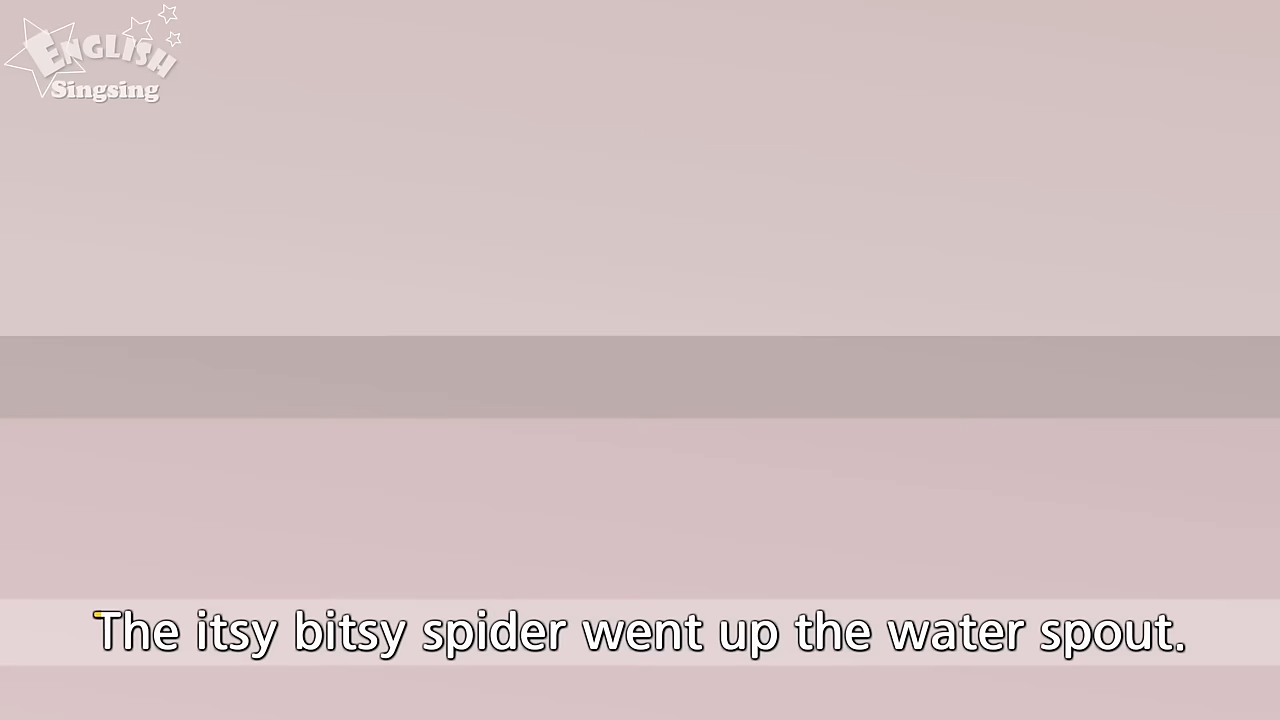 ENGLISH
Singsing
The itsy bitsy spider went up the water spout.